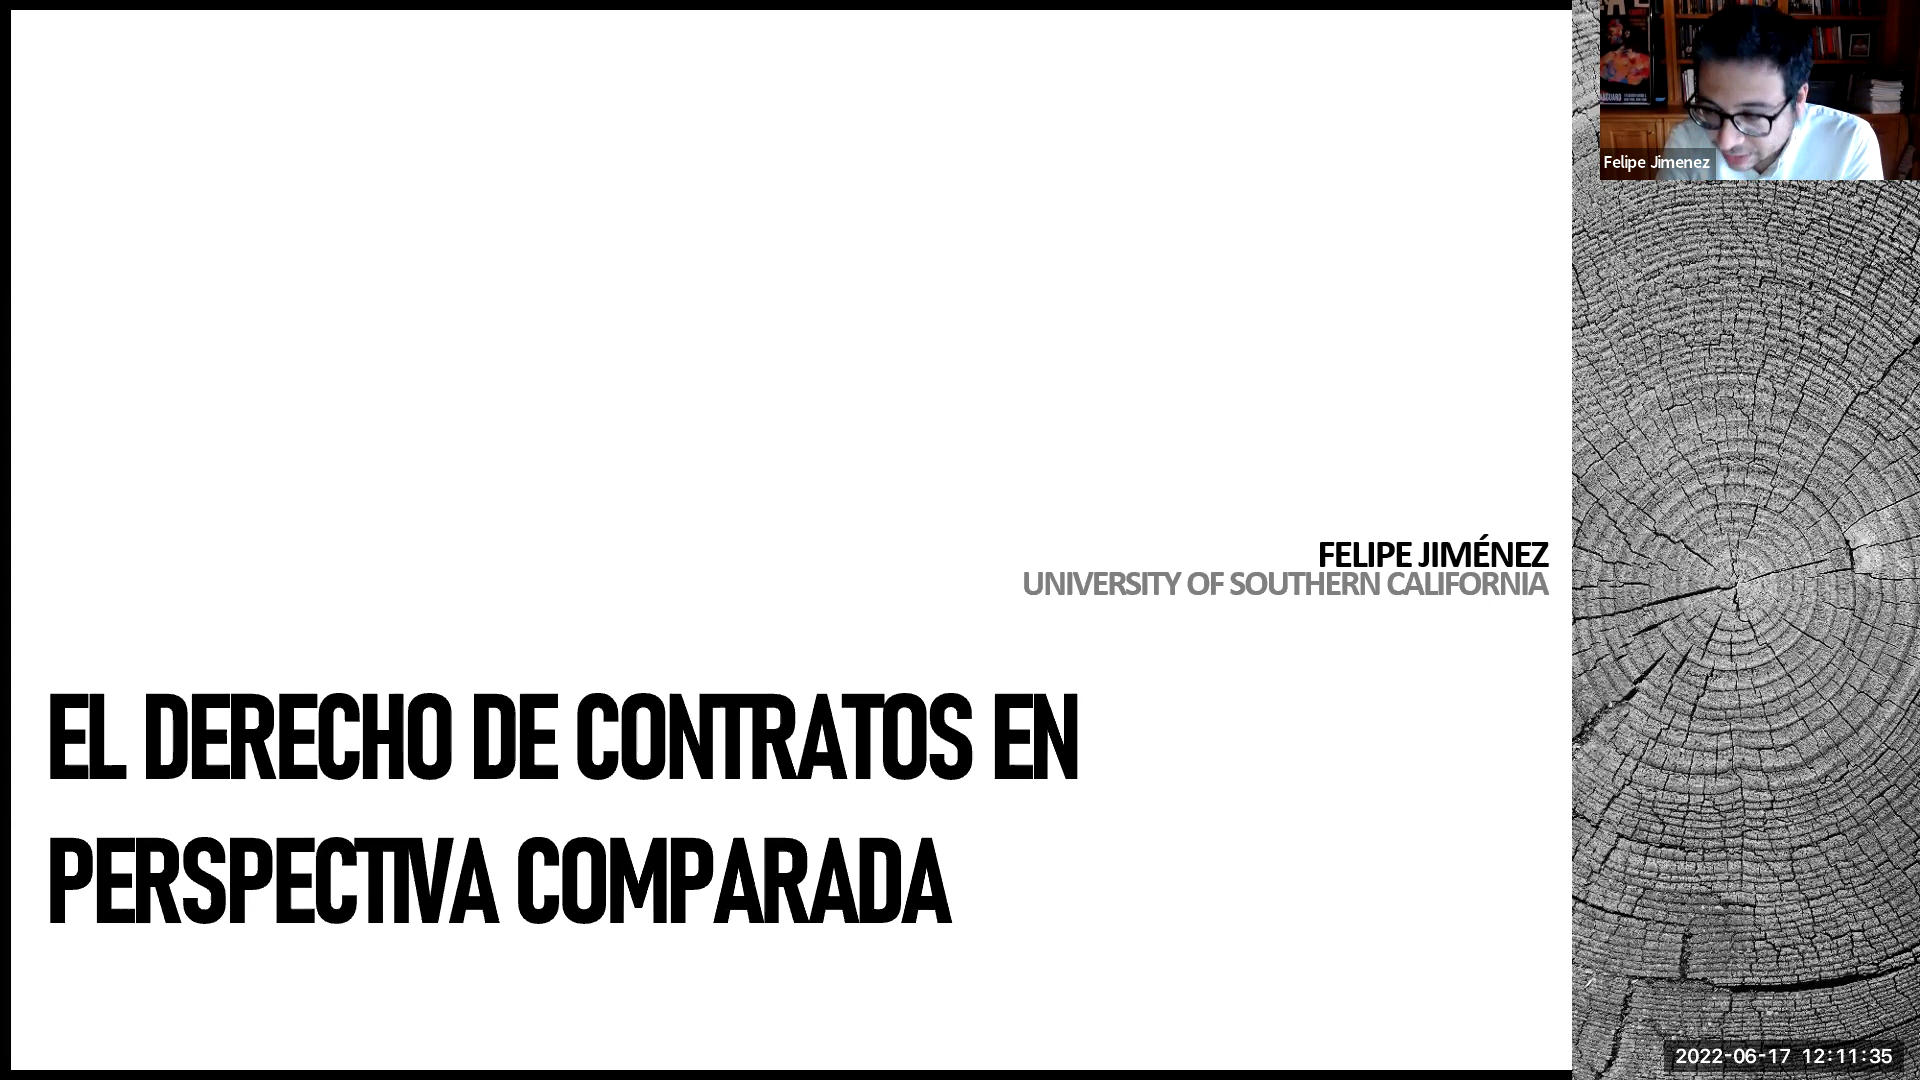 Felipe Jimenez
FELIPE JIMÉNEZ
UNIVERSITY OF SOUTHERN CALIFORNIA
EL DERECHO DE CONTRATOS EN
PERSPECTIVA COMPARADA
2022-06-17 12:11:35